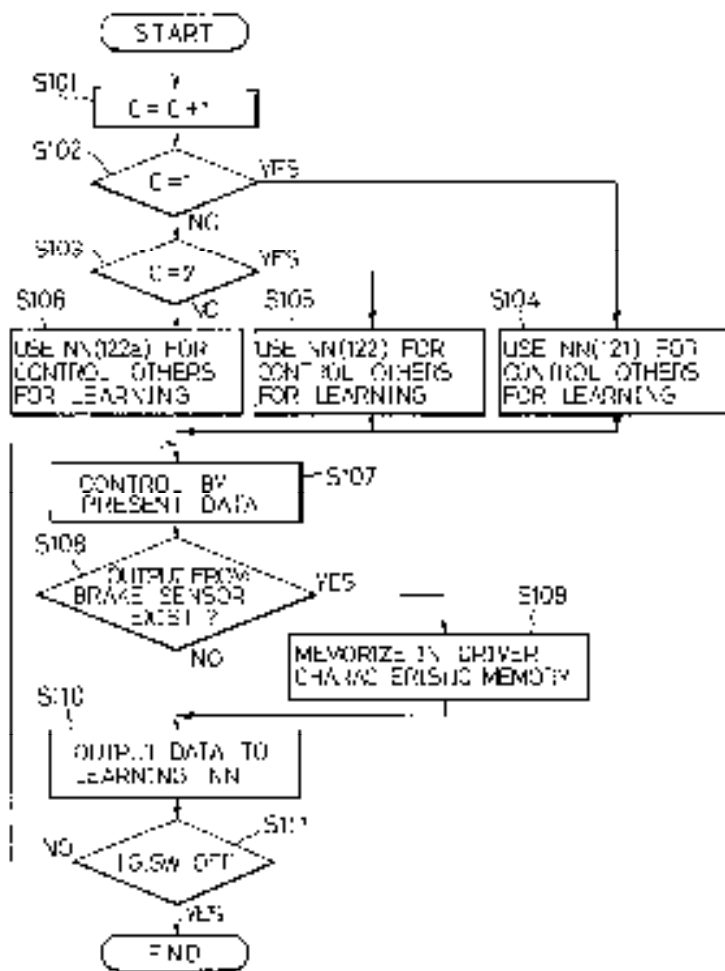 START
S101
C = C + 1
S102
C = 1
YES
NO
S103
C = 2
YES
NO
S106
USE NN(122a) FOR
CONTROL OTHERS
FOR LEARNING
S105
USE NN(122) FOR
CONTROL OTHERS
FOR LEARNING
S104
USE NN(121) FOR
CONTROL OTHERS
FOR LEARNING
S107
CONTROL BY
PRESENT DATA
S108
OUTPUT FROM
BRAKE SENSOR
EXIST ?
YES
NO
S109
MEMORIZE IN DRIVER
CHARACTERISTIC MEMORY
S110
OUTPUT DATA TO
LEARNING NN
S111
NO
IG.SW OFF
YES
END